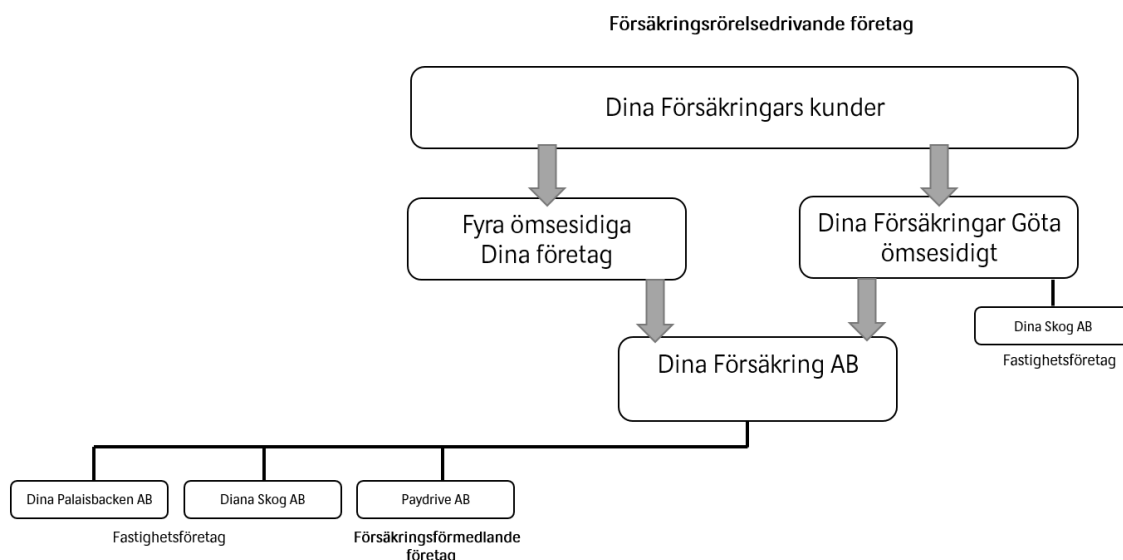 Försäkringsrörelsedrivande företag
Dina Försäkringars kunder
Fyra ömsesidiga
Dina företag
Dina Försäkringar Göta
ömsesidigt
Dina Skog AB
Fastighetsföretag
Dina Försäkring AB
Dina Palaisbacken AB
Diana Skog AB
Paydrive AB
Fastighetsföretag
Försäkringsförmedlande
företag